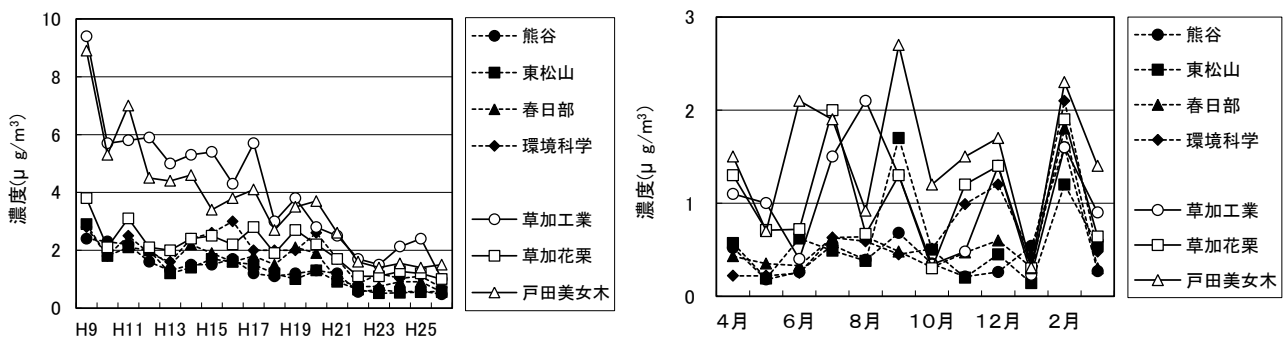 10
8
6
4
2
0
濃度(μ g/m³)
H9 H11 H13 H15 H17 H19 H21 H23 H25
熊谷
東松山
春日部
環境科学
草加工業
草加花栗
戸田美女木
3
2
1
0
濃度(μ g/m³)
4月 6月 8月 10月 12月 2月
熊谷
東松山
春日部
環境科学
草加工業
草加花栗
戸田美女木